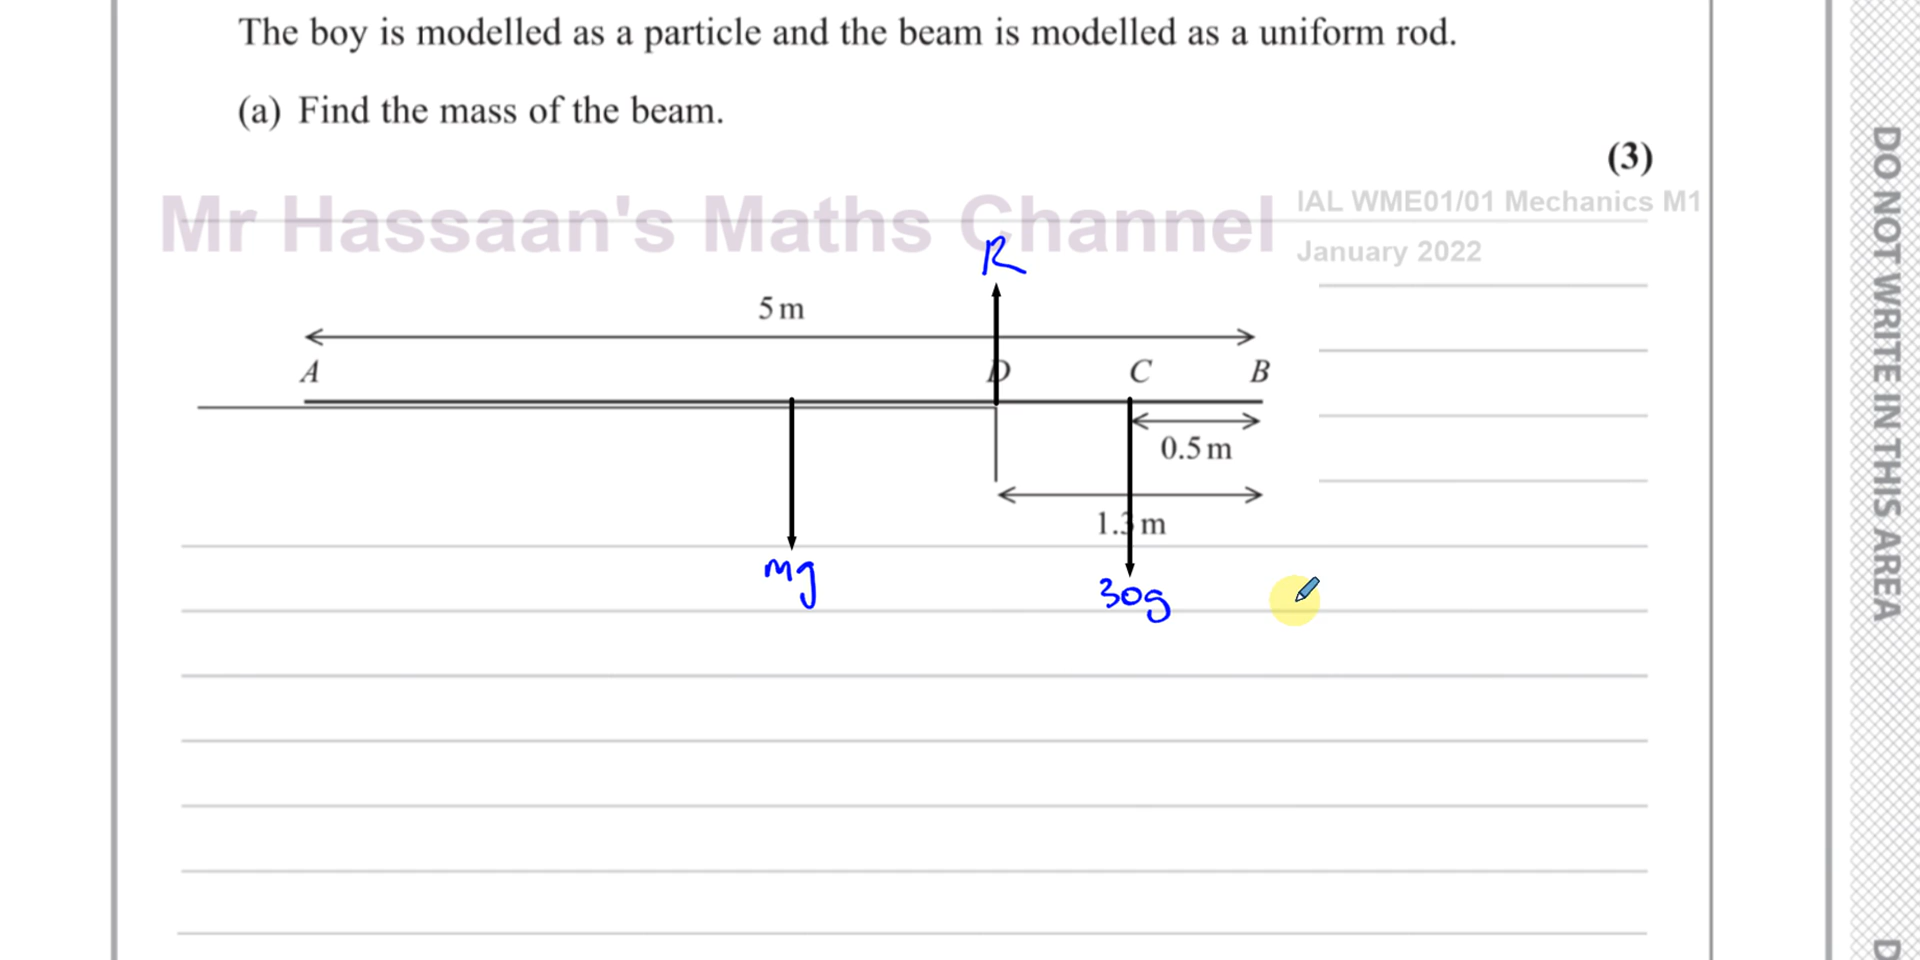 The boy is modelled as a particle and the beam is modelled as a uniform rod.
(a) Find the mass of the beam.
(3)
Mr Hassaan's Maths Channel
IAL WME01/01 Mechanics M1
January 2022
R
5 m
A D C B
0.5 m
1.3 m
mg
30g
DO NOT WRITE IN THIS AREA
D